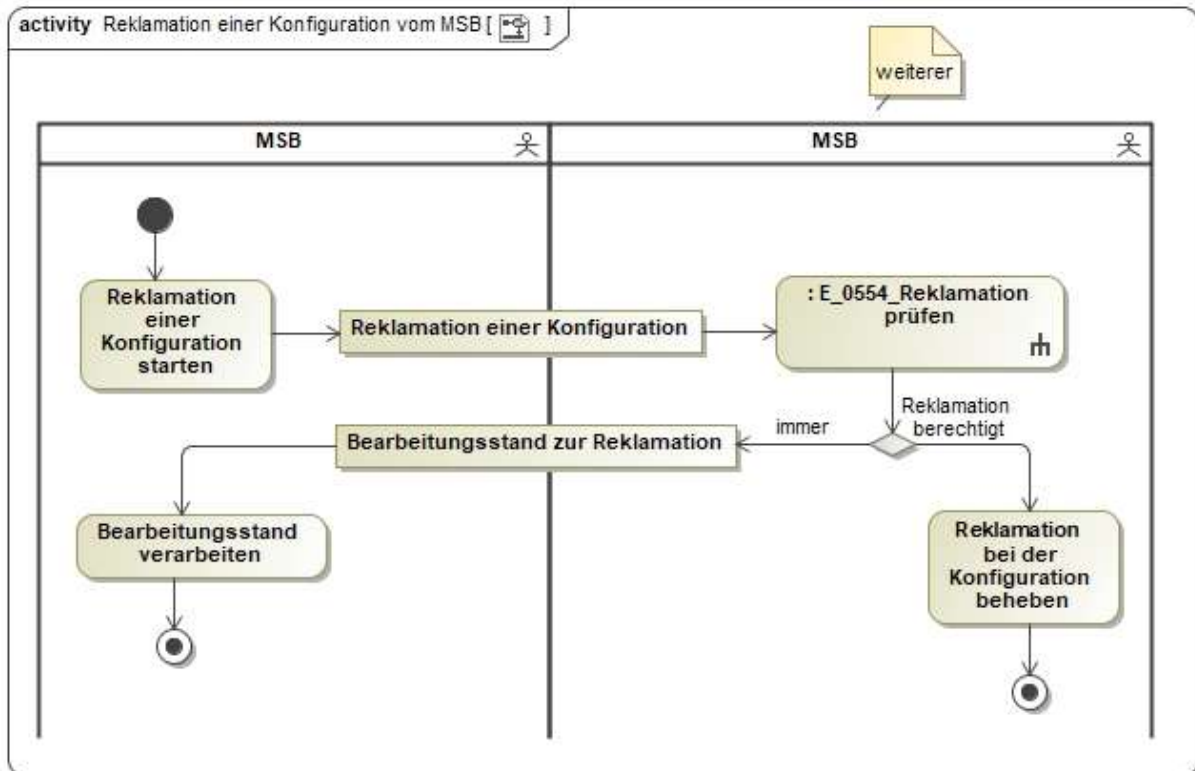 activity Reklamation einer Konfiguration vom MSB [ ]
weiterer
MSB
MSB
Reklamation
einer
Konfiguration
starten
Reklamation einer Konfiguration
: E_0554_Reklamation
prüfen
Reklamation
berechtigt
immer
Bearbeitungsstand zur Reklamation
Bearbeitungsstand
verarbeiten
Reklamation
bei der
Konfiguration
beheben